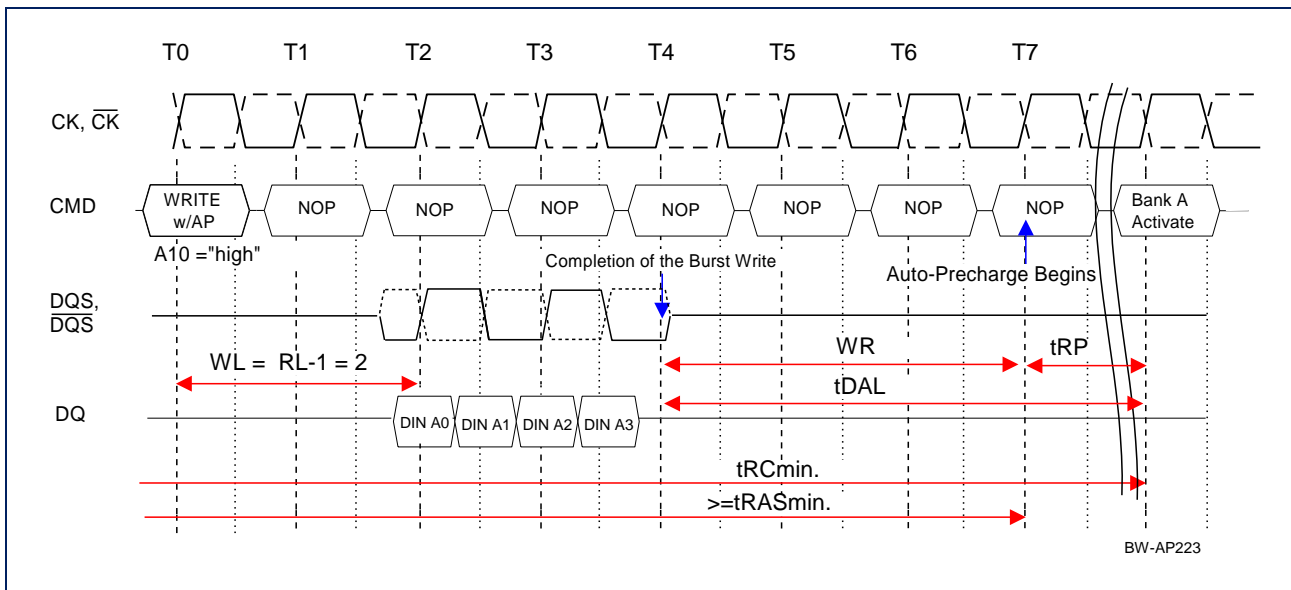 T0 T1 T2 T3 T4 T5 T6 T7
CK, CK
CMD
WRITE w/AP
NOP NOP NOP NOP NOP NOP NOP
Bank A Activate
A10 ="high"
Completion of the Burst Write
Auto-Precharge Begins
DQS,
DQS
WL = RL-1 = 2
WR
tRP
tDAL
DQ
DIN A0 DIN A1 DIN A2 DIN A3
tRCmin.
>=tRASmin.
BW-AP223